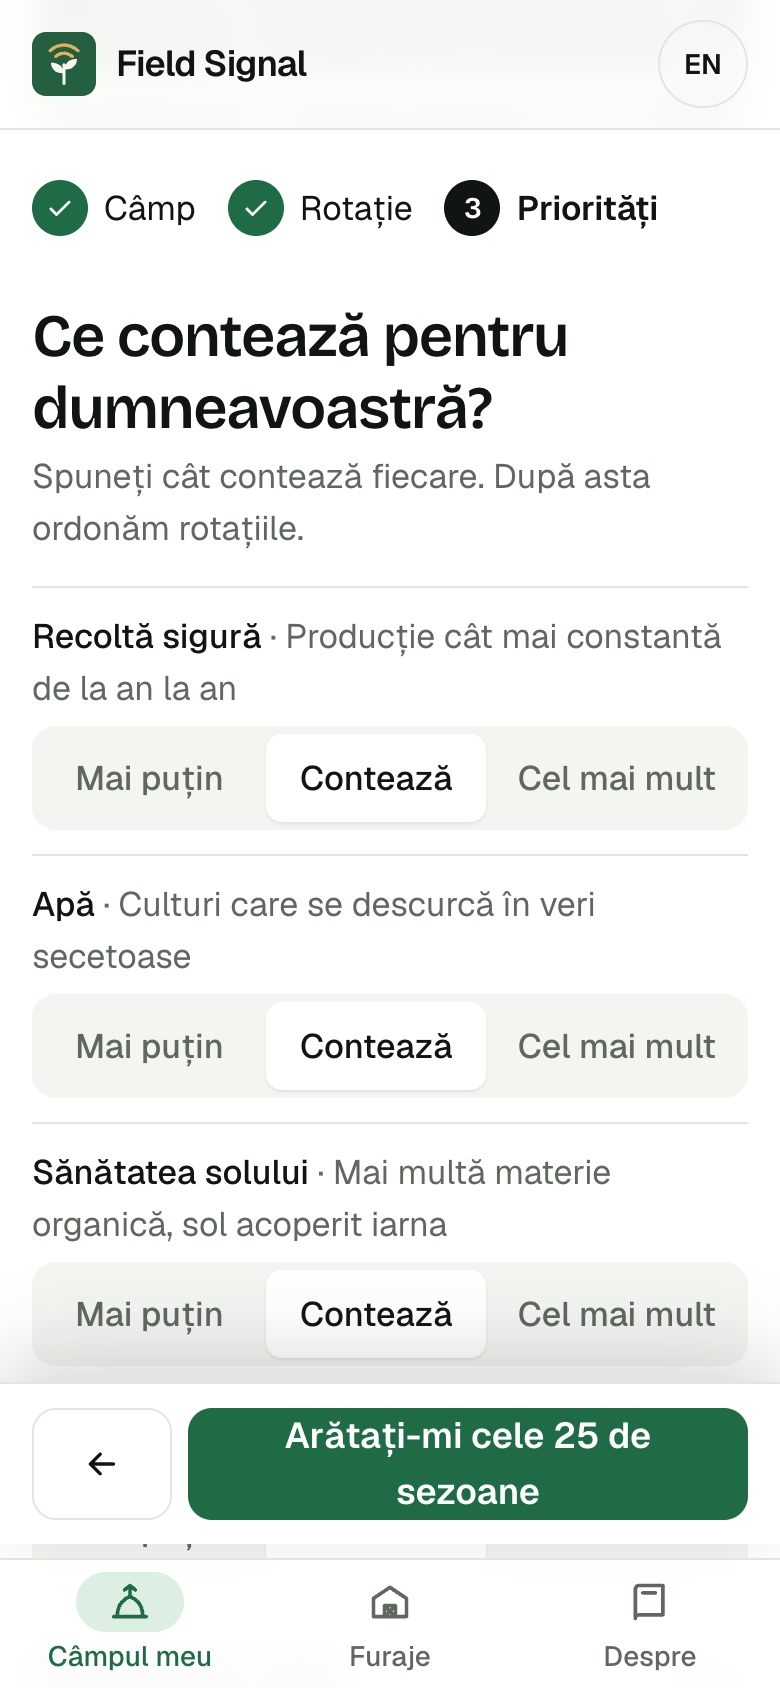 Field Signal
EN
Câmp
Rotație
3
Priorități
Ce contează pentru
dumneavoastră?
Spuneți cât contează fiecare. După asta
ordonăm rotațiile.
Recoltă sigură · Producție cât mai constantă
de la an la an
Mai puțin
Contează
Cel mai mult
Apă · Culturi care se descurcă în veri
secetoase
Mai puțin
Contează
Cel mai mult
Sănătatea solului · Mai multă materie
organică, sol acoperit iarna
Mai puțin
Contează
Cel mai mult
Arătați-mi cele 25 de
sezoane
Câmpul meu
Furaje
Despre